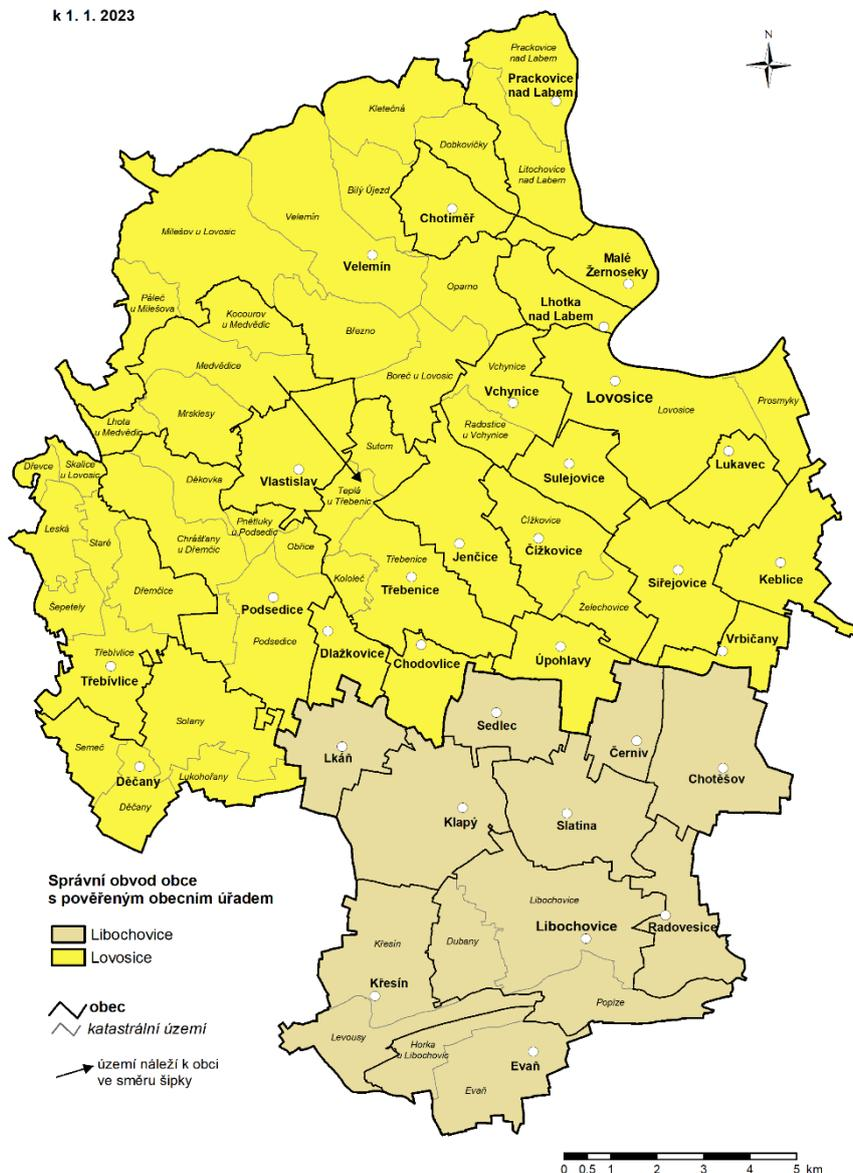 k 1. 1. 2023
N
Prackovice
nad Labem
Prackovice
nad Labem
Kletečná
Dobkovičky
Litochovice
nad Labem
Bílý Újezd
Chotiměř
Velemín
Milešov u Lovosic
Velemín
Malé
Žernoseky
Oparno
Páleč
u Milešova
Kocourov
u Medvědic
Lhotka
nad Labem
Březno
Medvědice
Boreč u Lovosic
Vchynice
Vchynice
Lovosice
Lovosice
Prosmyky
Mrsklesy
Lhota
u Medvědic
Radostice
u Vchynic
Sutom
Lukavec
Dřevce
Skalice
u Lovosic
Děkovka
Vlastislav
Sulejovice
Teplá
u Třebenic
Leská
Staré
Chrášťany
u Dřemčic
Pnětluky
u Podsedic
Obřice
Čížkovice
Čížkovice
Jenčice
Třebenice
Třebenice
Kololeč
Siřejovice
Keblice
Šepetely
Dřemčice
Podsedice
Podsedice
Želechovice
Třebívlice
Třebívlice
Dlažkovice
Chodovlice
Úpohlavy
Vrbičany
Solany
Sedlec
Semeč
Děčany
Děčany
Lukohořany
Lkáň
Černiv
Chotěšov
Klapý
Slatina
Správní obvod obce
s pověřeným obecním úřadem
Libochovice
Lovosice
Libochovice
Libochovice
Radovesice
Křesín
Dubany
Křesín
Poplze
obec
katastrální území
území náleží k obci
ve směru šipky
Levousy
Horka
u Libochovic
Evaň
Evaň
0 0.5 1 2 3 4 5 km